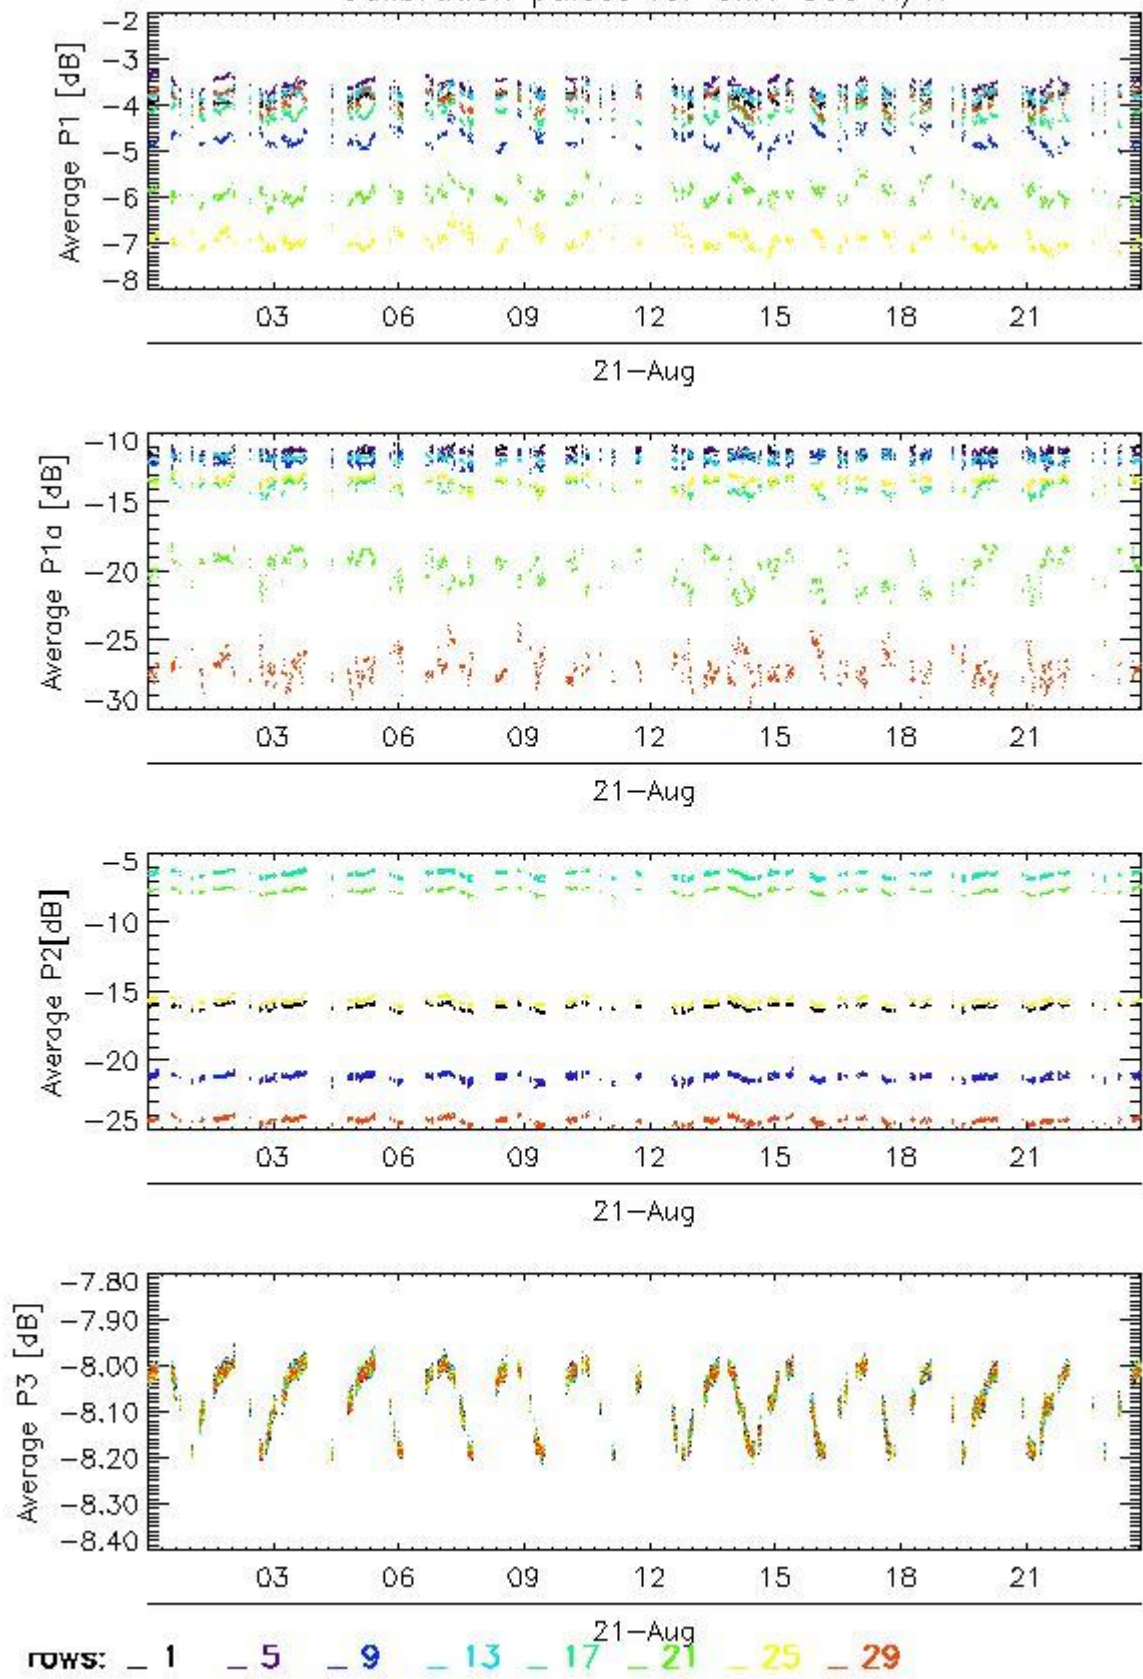 -2
-3
-4
-5
-6
-7
-8
Average P1 [dB]
03 06 09 12 15 18 21
21-Aug
-10
-15
-20
-25
-30
Average P1a [dB]
03 06 09 12 15 18 21
21-Aug
-5
-10
-15
-20
-25
Average P2[dB]
03 06 09 12 15 18 21
21-Aug
-7.80
-7.90
-8.00
-8.10
-8.20
-8.30
-8.40
Average P3 [dB]
03 06 09 12 15 18 21
21-Aug
rows: _ 1 _ 5 _ 9 _ 13 _ 17 _ 21 _ 25 _ 29